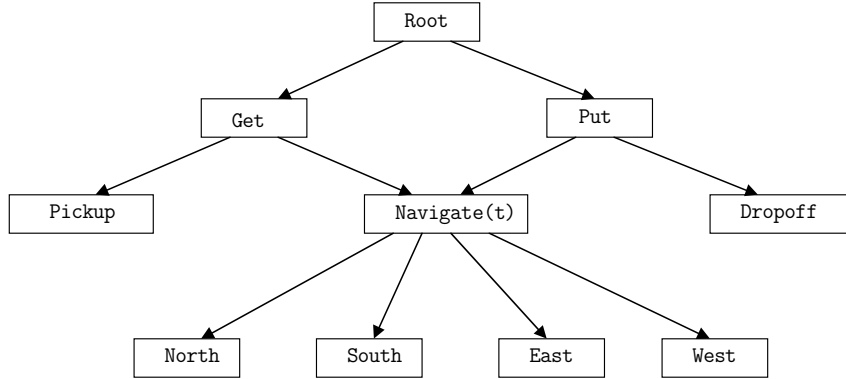 Root
Get
Put
Pickup
Navigate(t)
Dropoff
North
South
East
West